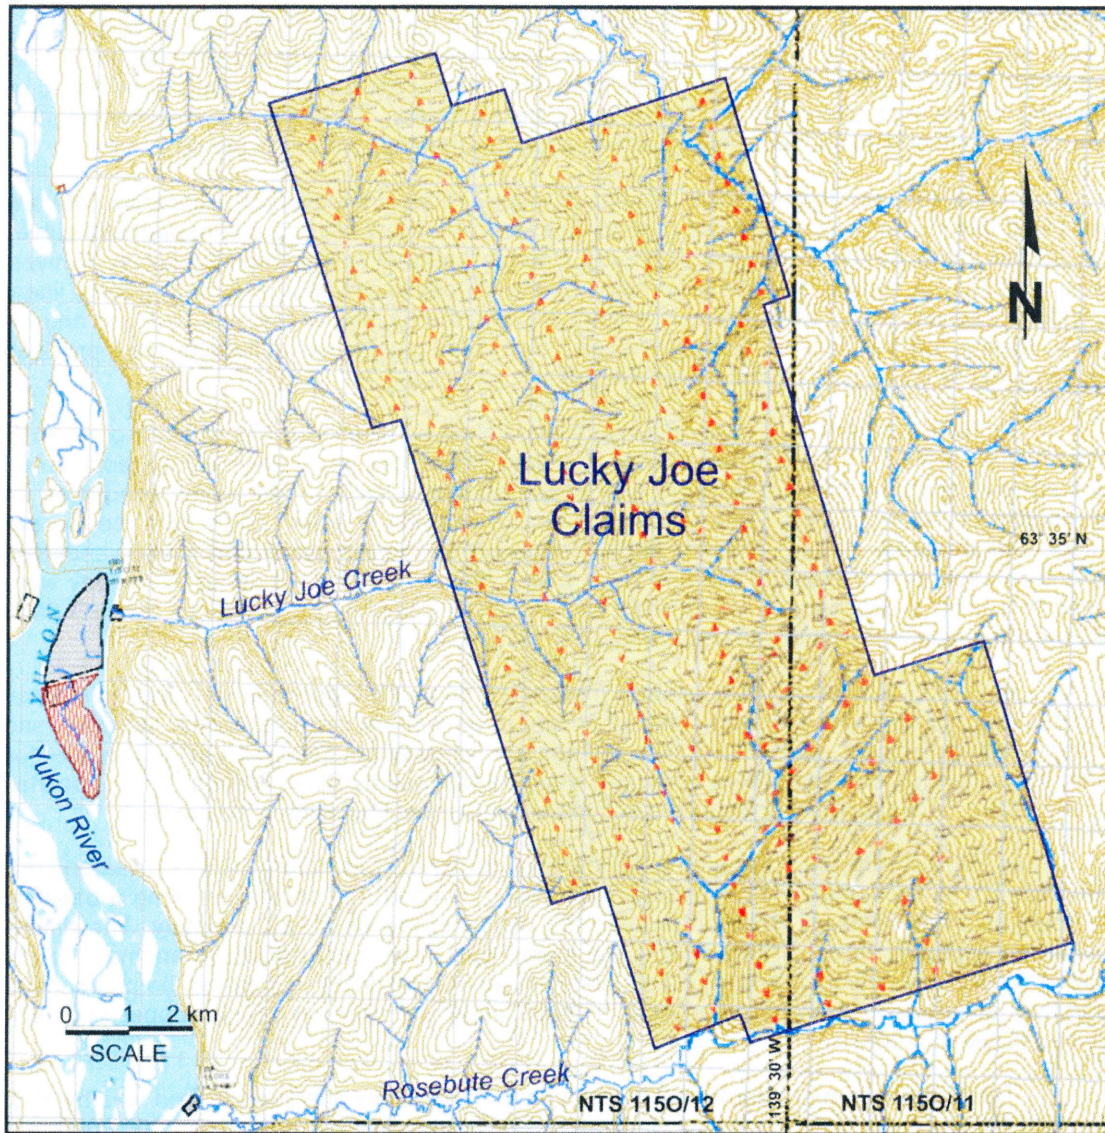 Lucky Joe
Claims
N
63° 35' N
Lucky Joe Creek
YUKON
Yukon River
0 1 2 km
SCALE
Rosebute Creek
139° 30' W
NTS 115O/12
NTS 115O/11